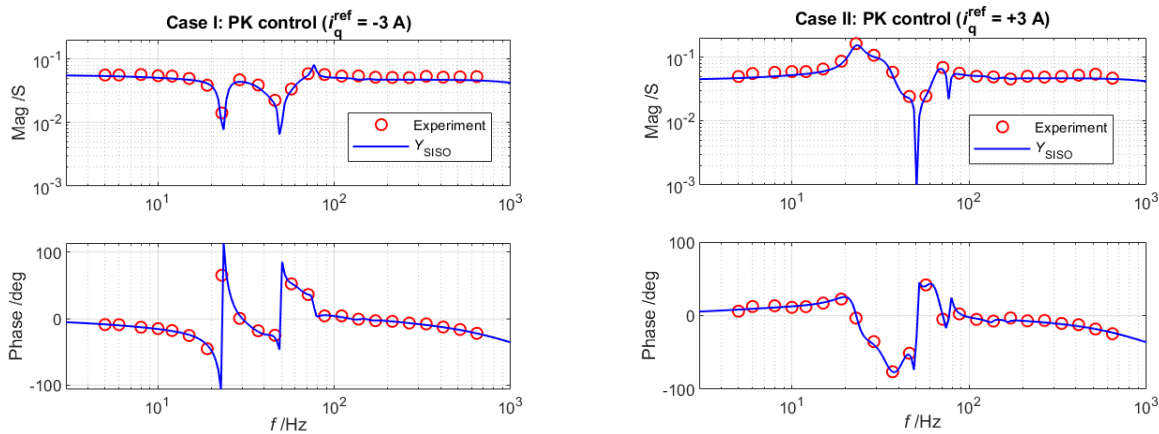 Case I: PK control (i_q^ref = -3 A)
Mag /S
10^-1
10^-2
10^-3
10^1
10^2
10^3
Experiment
Y_SISO
Phase /deg
100
0
-100
10^1
10^2
10^3
f /Hz
Case II: PK control (i_q^ref = +3 A)
Mag /S
10^-1
10^-2
10^-3
10^1
10^2
10^3
Experiment
Y_SISO
Phase /deg
100
0
-100
10^1
10^2
10^3
f /Hz